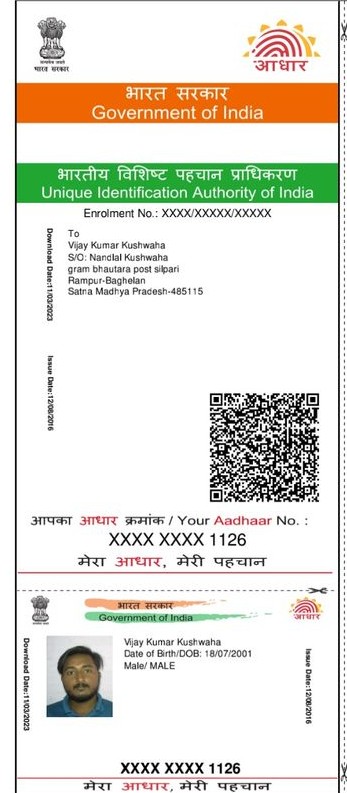 सत्यमेव जयते
भारत सरकार
आधार
भारत सरकार
Government of India
भारतीय विशिष्ट पहचान प्राधिकरण
Unique Identification Authority of India
Enrolment No.: XXXX/XXXXX/XXXXX
To
Vijay Kumar Kushwaha
S/O: Nandlal Kushwaha
gram bhautara post silpari
Rampur-Baghelan
Satna Madhya Pradesh-485115
Download Date:11/03/2023
Issue Date:12/08/2016
आपका आधार क्रमांक / Your Aadhaar No. :
XXXX XXXX 1126
मेरा आधार, मेरी पहचान
भारत सरकार
Government of India
आधार
Download Date:11/03/2023
Vijay Kumar Kushwaha
Date of Birth/DOB: 18/07/2001
Male/ MALE
Issue Date:12/08/2016
XXXX XXXX 1126
मेरा आधार, मेरी पहचान